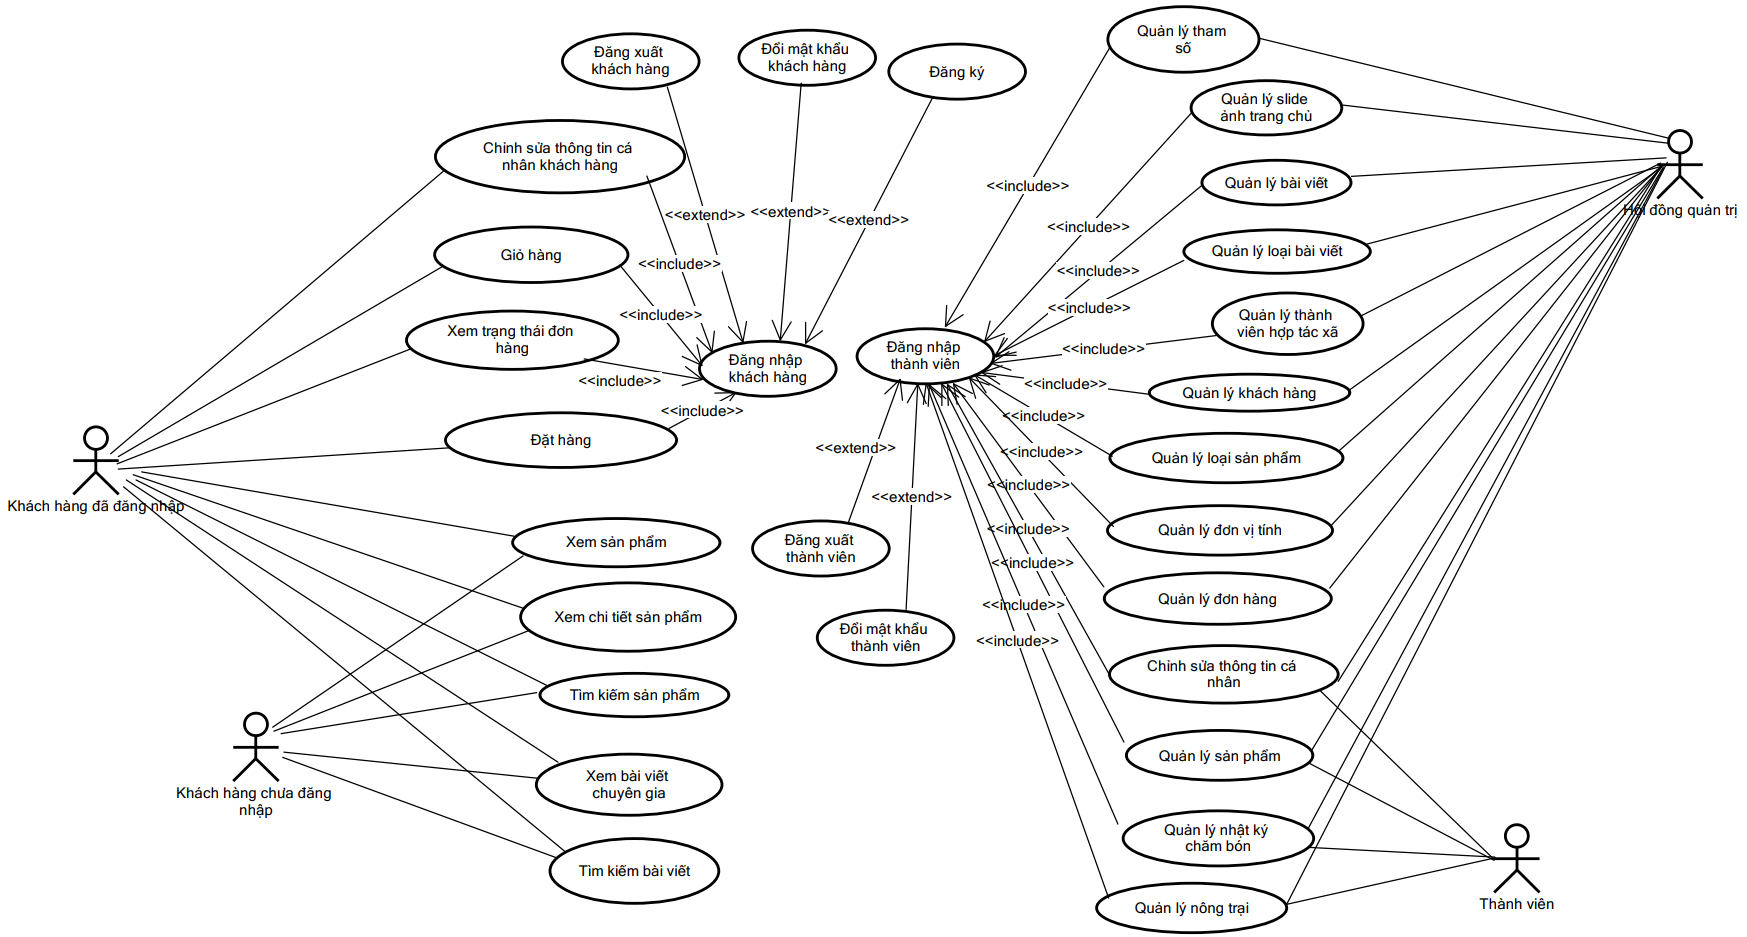 Đăng xuất
khách hàng
Đổi mật khẩu
khách hàng
Đăng ký
Quản lý tham
số
Quản lý slide
ảnh trang chủ
Chỉnh sửa thông tin cá
nhân khách hàng
Quản lý bài viết
<<include>>
<<extend>>
<<extend>>
<<extend>>
Hội đồng quản trị
<<include>>
Giỏ hàng
<<include>>
<<include>>
Quản lý loại bài viết
<<include>>
<<include>>
Quản lý thành
viên hợp tác xã
Xem trạng thái đơn
hàng
Đăng nhập
khách hàng
Đăng nhập
thành viên
<<include>>
<<include>>
<<include>>
Quản lý khách hàng
<<include>>
<<include>>
Đặt hàng
<<extend>>
<<include>>
Quản lý loại sản phẩm
Khách hàng đã đăng nhập
<<extend>>
<<include>>
Xem sản phẩm
Đăng xuất
thành viên
<<include>>
Quản lý đơn vị tính
<<include>>
Xem chi tiết sản phẩm
<<include>>
Quản lý đơn hàng
Đổi mật khẩu
thành viên
<<include>>
Chỉnh sửa thông tin cá
nhân
Tìm kiếm sản phẩm
Quản lý sản phẩm
Khách hàng chưa đăng
nhập
Xem bài viết
chuyên gia
Quản lý nhật ký
chăm bón
Tìm kiếm bài viết
Quản lý nông trại
Thành viên